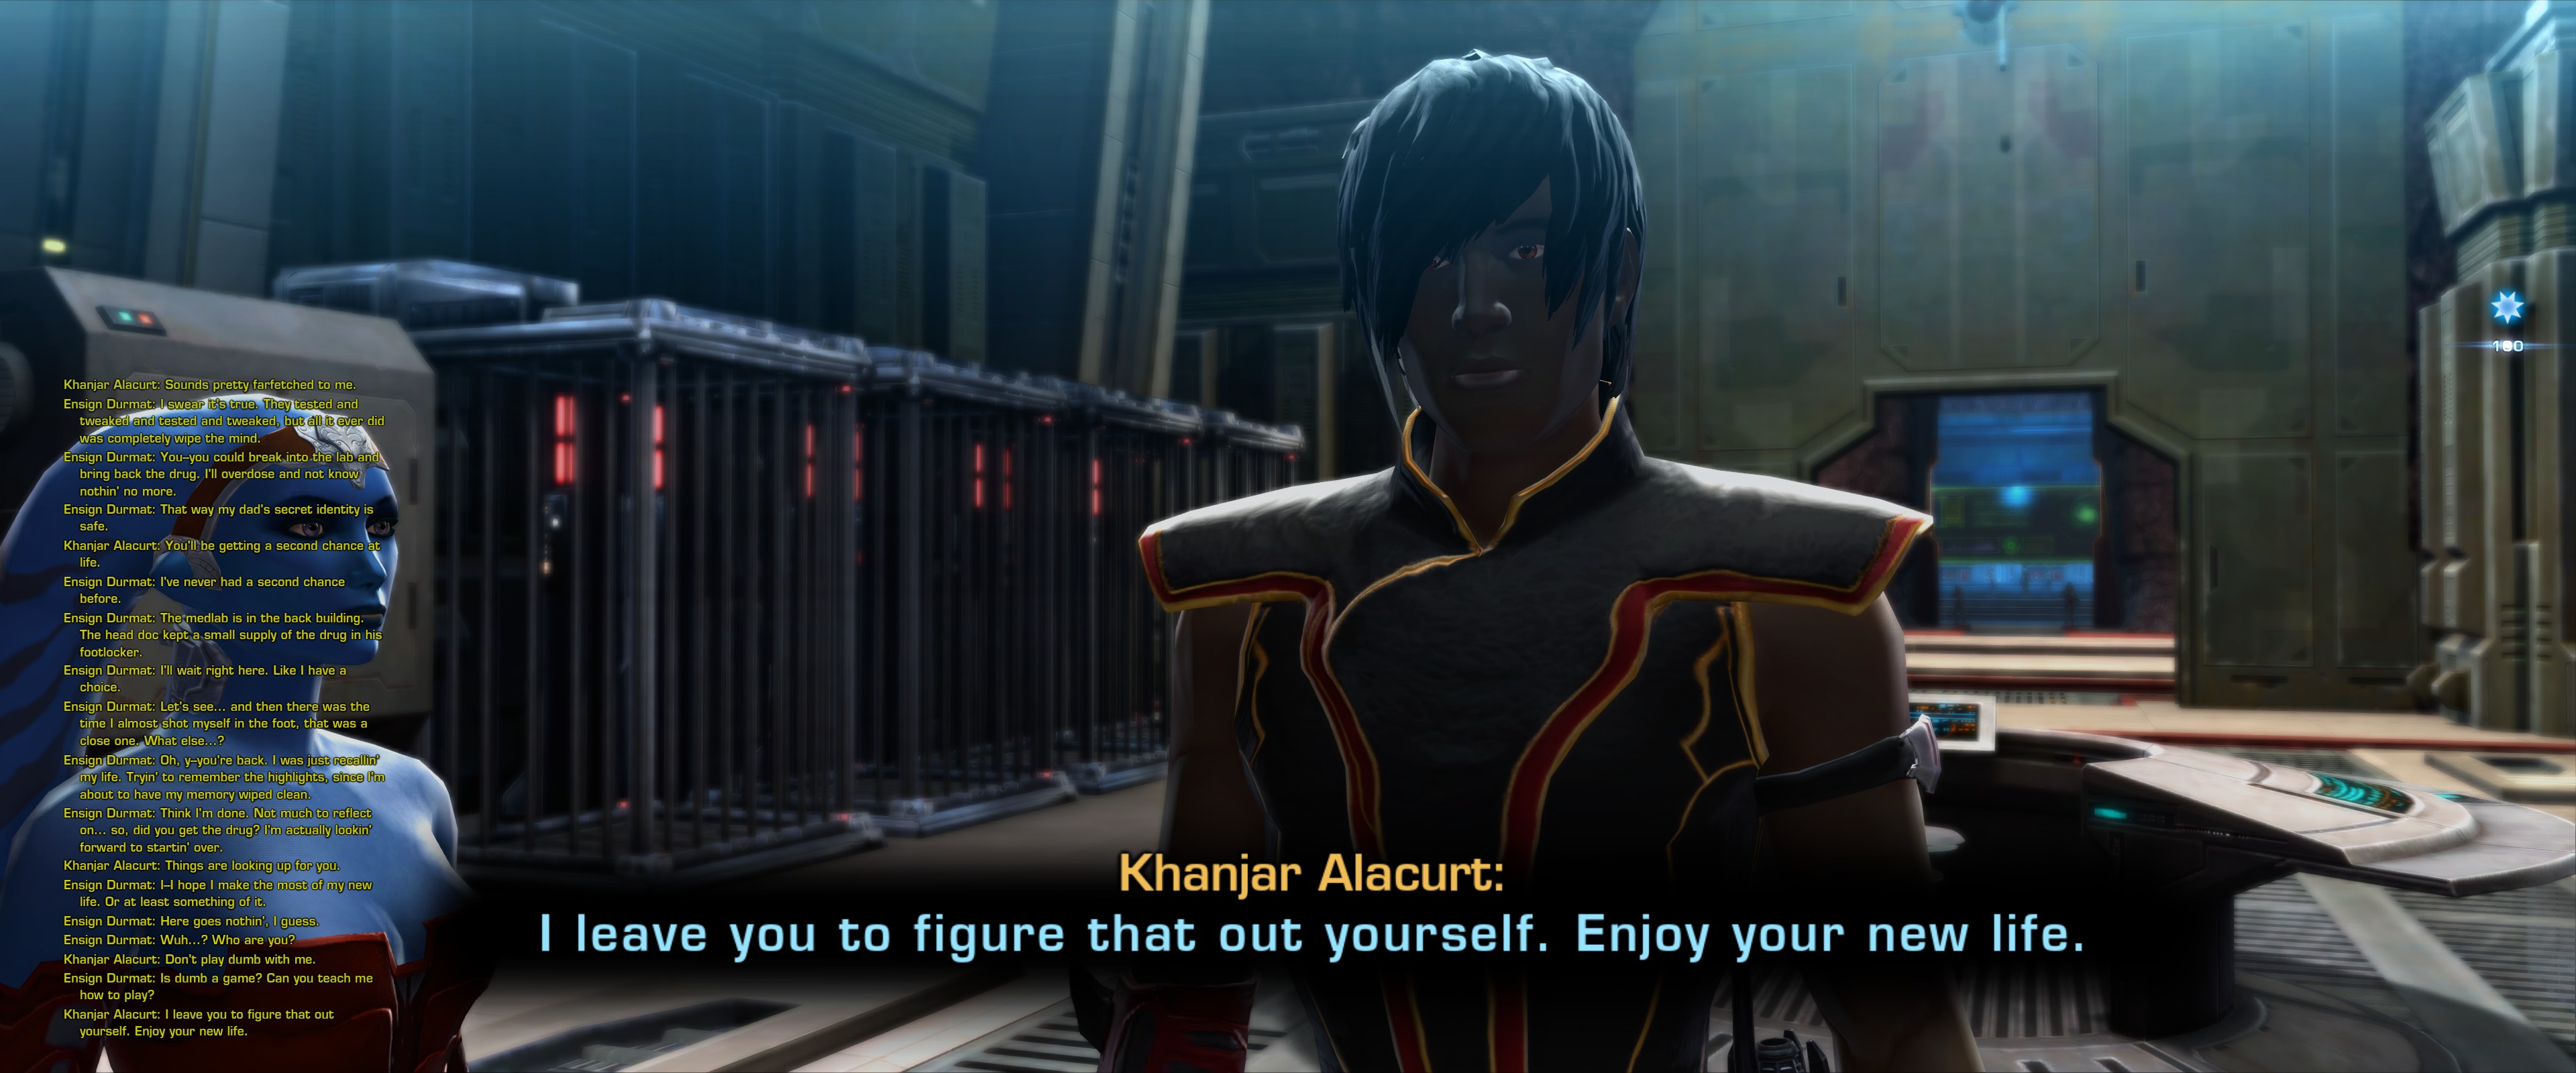 Khanjar Alacurt: Sounds pretty farfetched to me.
Ensign Durmat: I swear it's true. They tested and
tweaked and tested and tweaked, but all it ever did
was completely wipe the mind.
Ensign Durmat: You–you could break into the lab and
bring back the drug. I'll overdose and not know
nothin' no more.
Ensign Durmat: That way my dad's secret identity is
safe.
Khanjar Alacurt: You'll be getting a second chance at
life.
Ensign Durmat: I've never had a second chance
before.
Ensign Durmat: The medlab is in the back building.
The head doc kept a small supply of the drug in his
footlocker.
Ensign Durmat: I'll wait right here. Like I have a
choice.
Ensign Durmat: Let's see... and then there was the
time I almost shot myself in the foot, that was a
close one. What else...?
Ensign Durmat: Oh, y–you're back. I was just recallin'
my life. Tryin' to remember the highlights, since I'm
about to have my memory wiped clean.
Ensign Durmat: Think I'm done. Not much to reflect
on... so, did you get the drug? I'm actually lookin'
forward to startin' over.
Khanjar Alacurt: Things are looking up for you.
Ensign Durmat: I–I hope I make the most of my new
life. Or at least something of it.
Ensign Durmat: Here goes nothin', I guess.
Ensign Durmat: Wuh...? Who are you?
Khanjar Alacurt: Don't play dumb with me.
Ensign Durmat: Is dumb a game? Can you teach me
how to play?
Khanjar Alacurt: I leave you to figure that out
yourself. Enjoy your new life.
Khanjar Alacurt:
I leave you to figure that out yourself. Enjoy your new life.
100